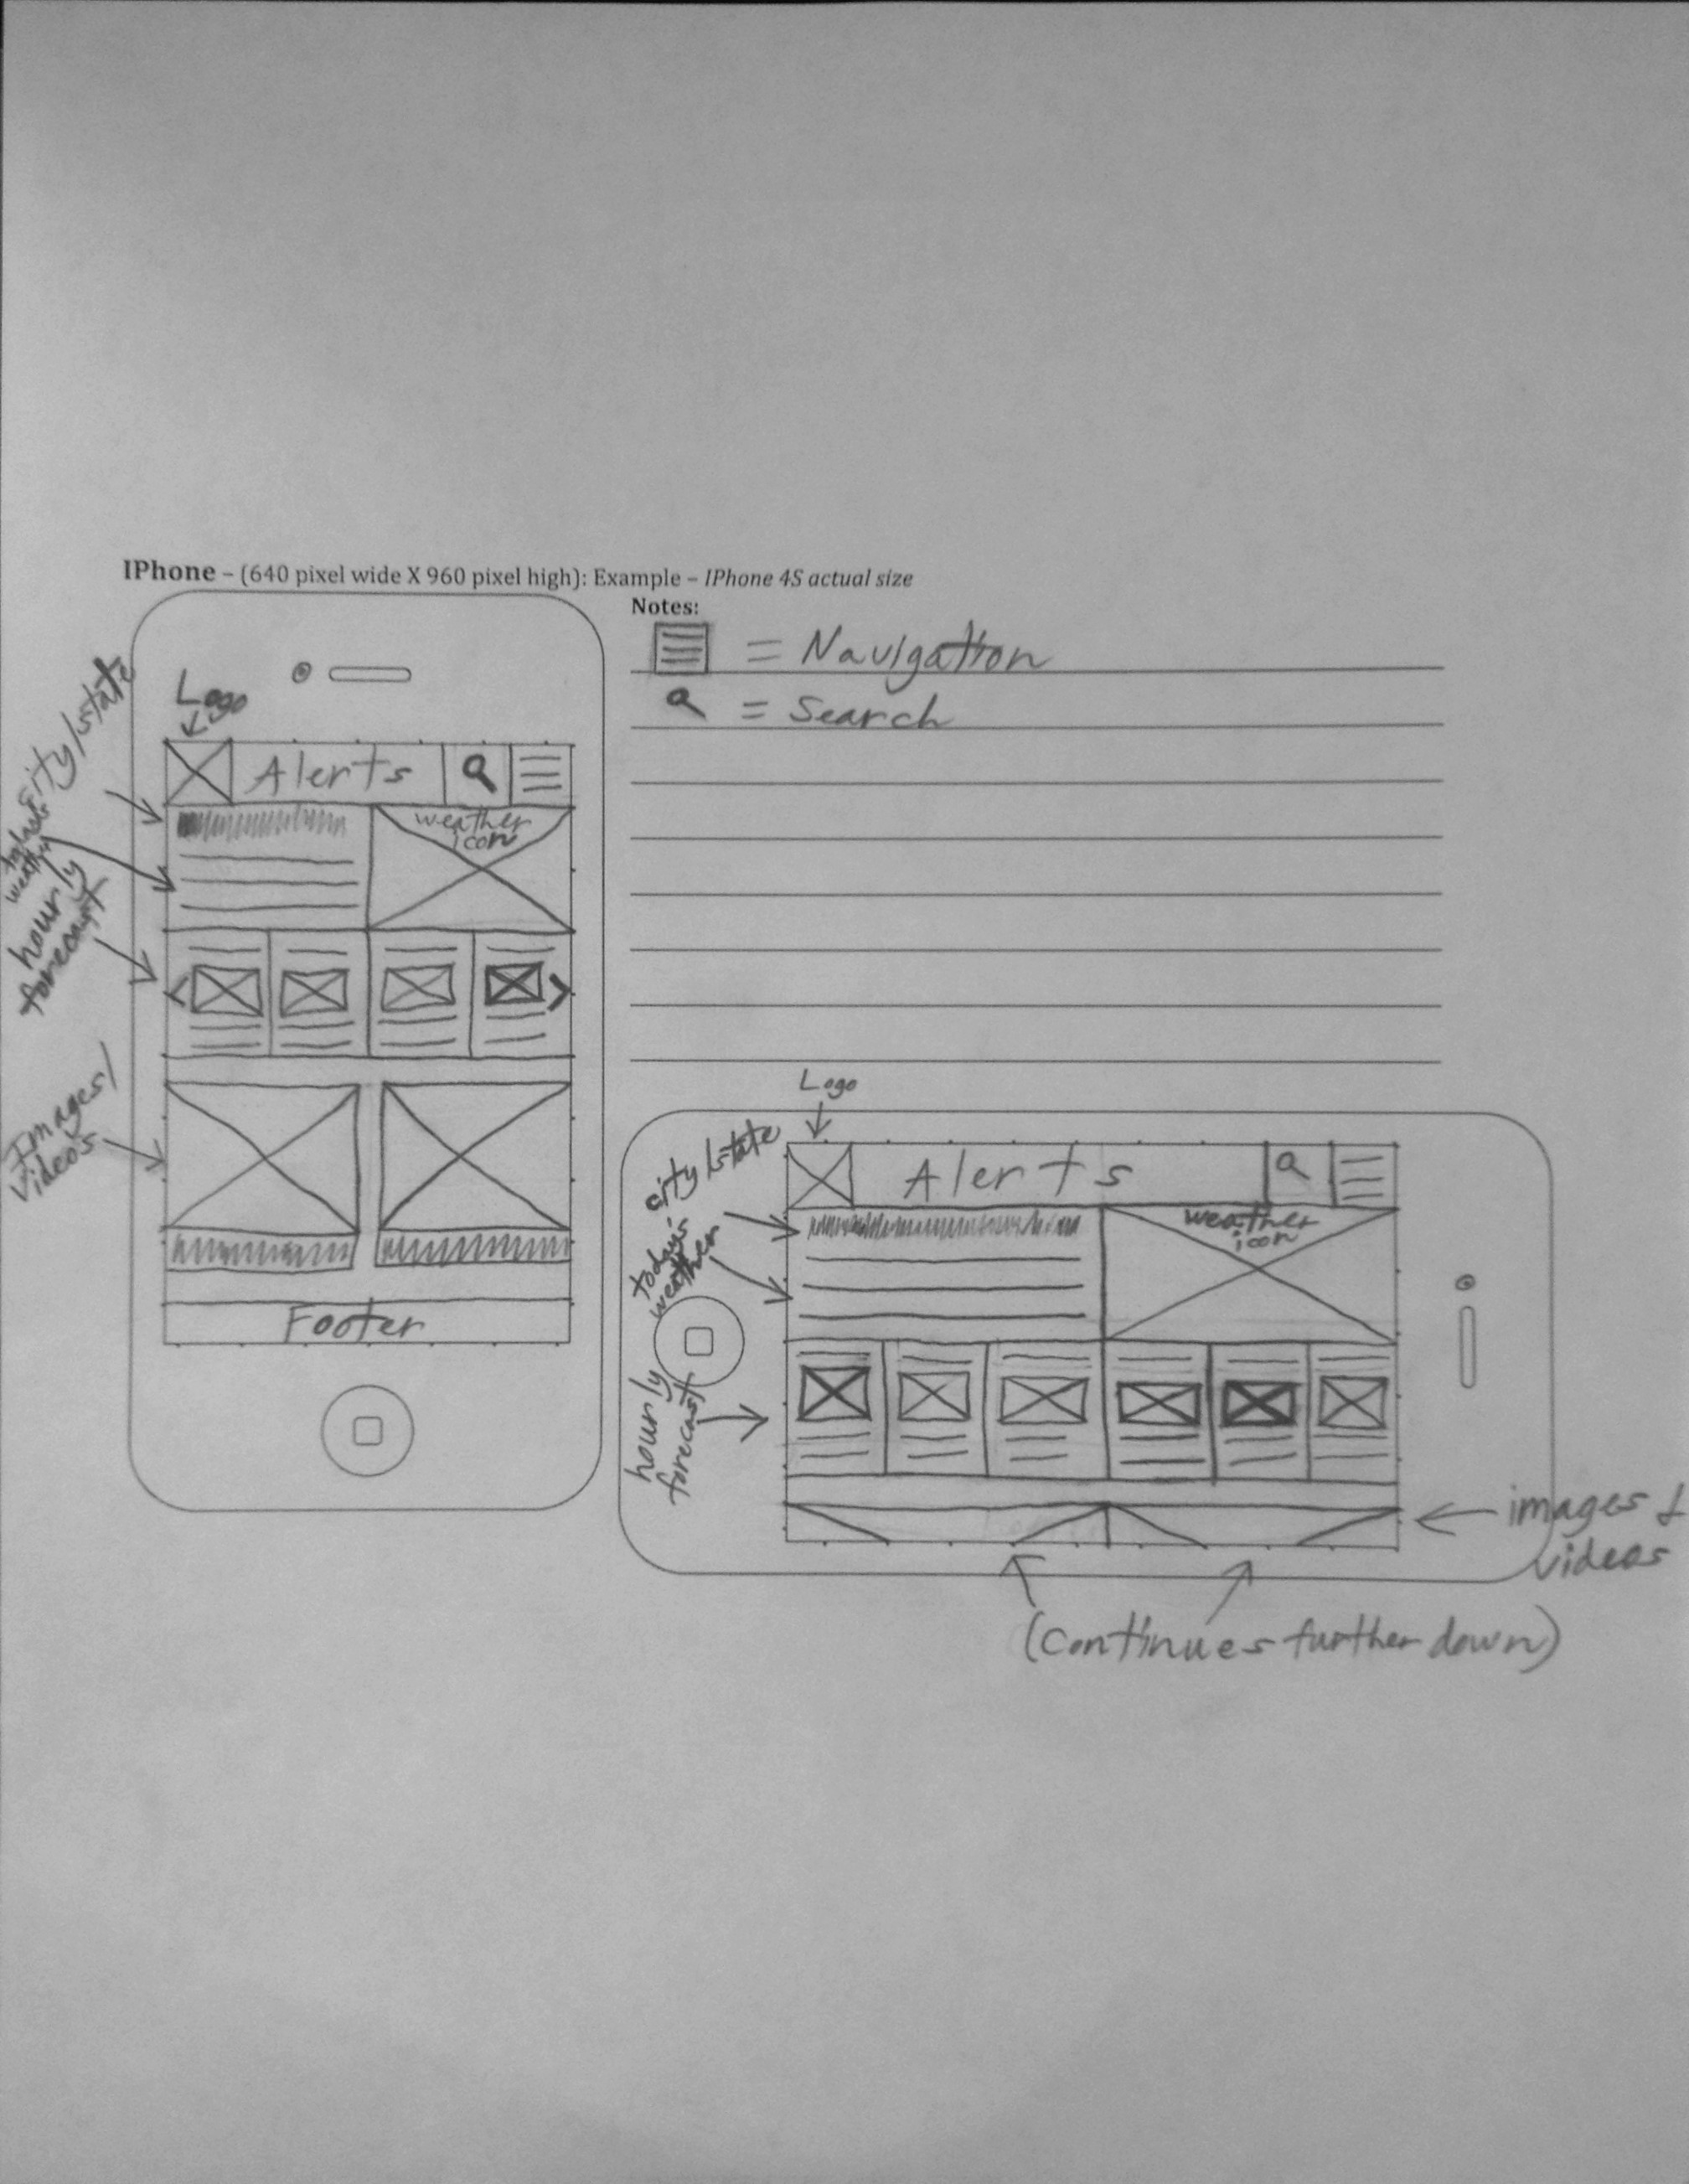 IPhone – (640 pixel wide X 960 pixel high): Example – IPhone 4S actual size
Notes:
= Navigation
= Search
Logo
city/state
Alerts
weather
icon
weather
hourly
forecast
Images/
Videos
Footer
Logo
city/state
Alerts
today's
weather
weather
icon
hourly
forecast
images &
videos
(continues further down)